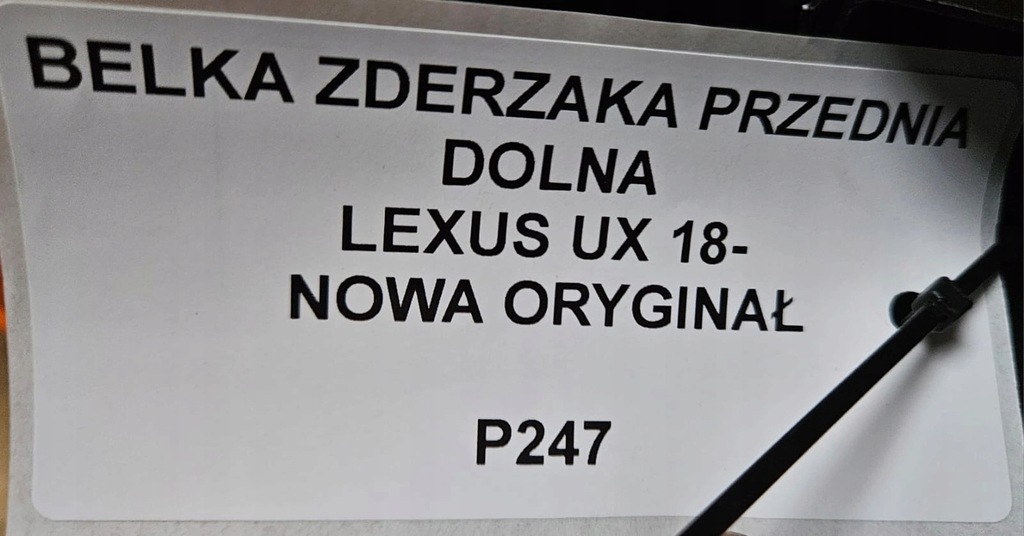 BELKA ZDERZAKA PRZEDNIA
DOLNA
LEXUS UX 18-
NOWA ORYGINAŁ
P247